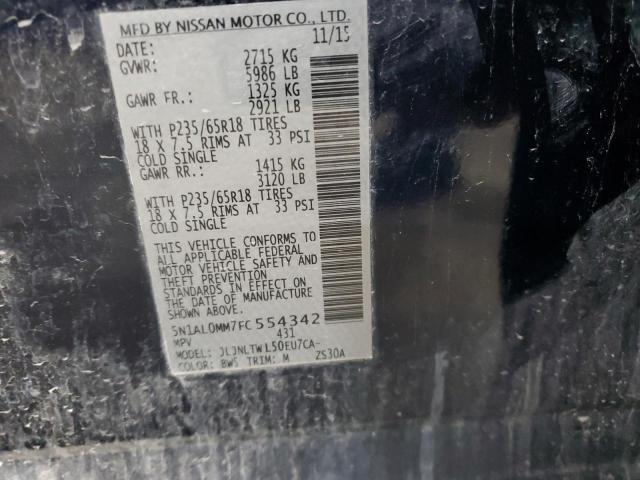 MFD BY NISSAN MOTOR CO., LTD.
DATE: 11/15
GVWR: 2715 KG
5986 LB
GAWR FR.: 1325 KG
2921 LB
WITH P235/65R18 TIRES
18 X 7.5 RIMS AT 33 PSI
COLD SINGLE
GAWR RR.: 1415 KG
3120 LB
WITH P235/65R18 TIRES
18 X 7.5 RIMS AT 33 PSI
COLD SINGLE
THIS VEHICLE CONFORMS TO
ALL APPLICABLE FEDERAL
MOTOR VEHICLE SAFETY AND
THEFT PREVENTION
STANDARDS IN EFFECT ON
THE DATE OF MANUFACTURE SHOWN
ABOVE.
5N1AL0MM7FC554342
MPV 431
MODEL: JLJNLTWL50EU7CA-
COLOR: BW5 TRIM: M ZS30A